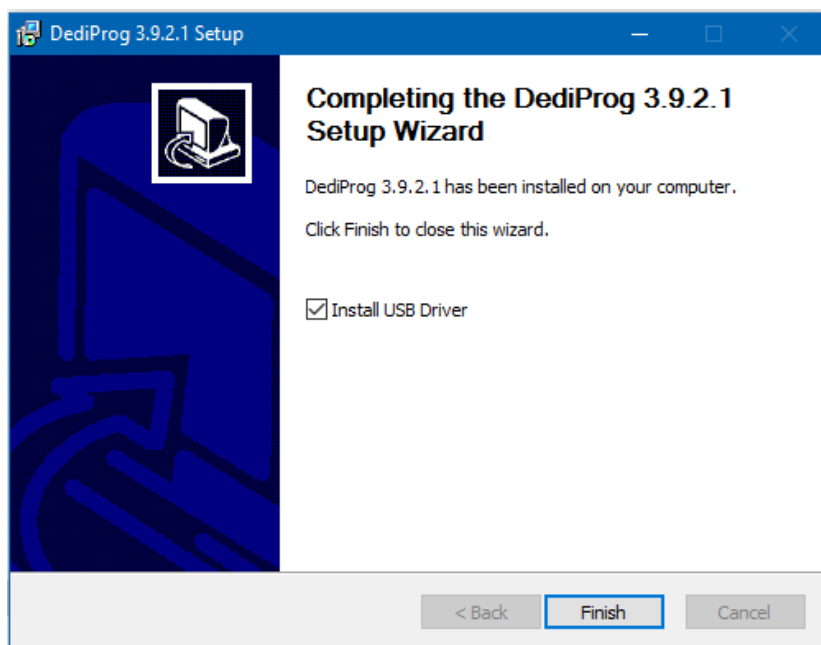 DediProg 3.9.2.1 Setup
Completing the DediProg 3.9.2.1
Setup Wizard
DediProg 3.9.2.1 has been installed on your computer.
Click Finish to close this wizard.
Install USB Driver
< Back Finish Cancel